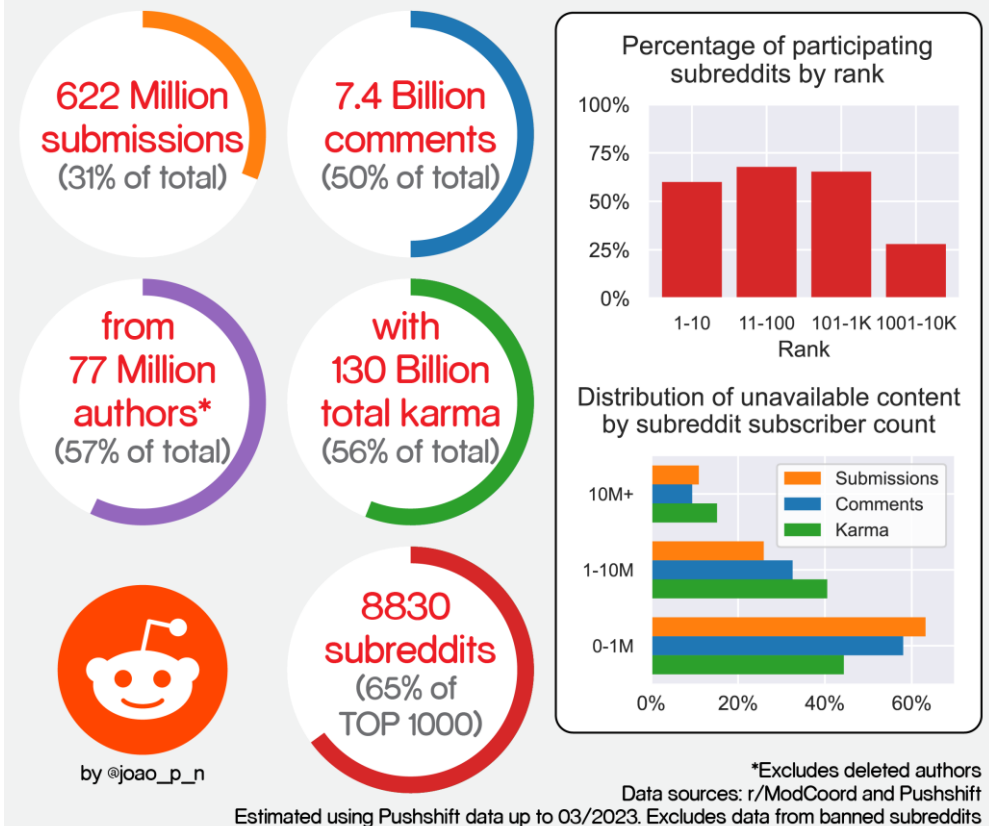 622 Million
submissions
(31% of total)
7.4 Billion
comments
(50% of total)
from
77 Million
authors*
(57% of total)
with
130 Billion
total karma
(56% of total)
8830
subreddits
(65% of
TOP 1000)
by @joao_p_n
Percentage of participating
subreddits by rank
100%
75%
50%
25%
0%
1-10 11-100 101-1K 1001-10K
Rank
Distribution of unavailable content
by subreddit subscriber count
Submissions
Comments
Karma
10M+
1-10M
0-1M
0% 20% 40% 60%
*Excludes deleted authors
Data sources: r/ModCoord and Pushshift
Estimated using Pushshift data up to 03/2023. Excludes data from banned subreddits